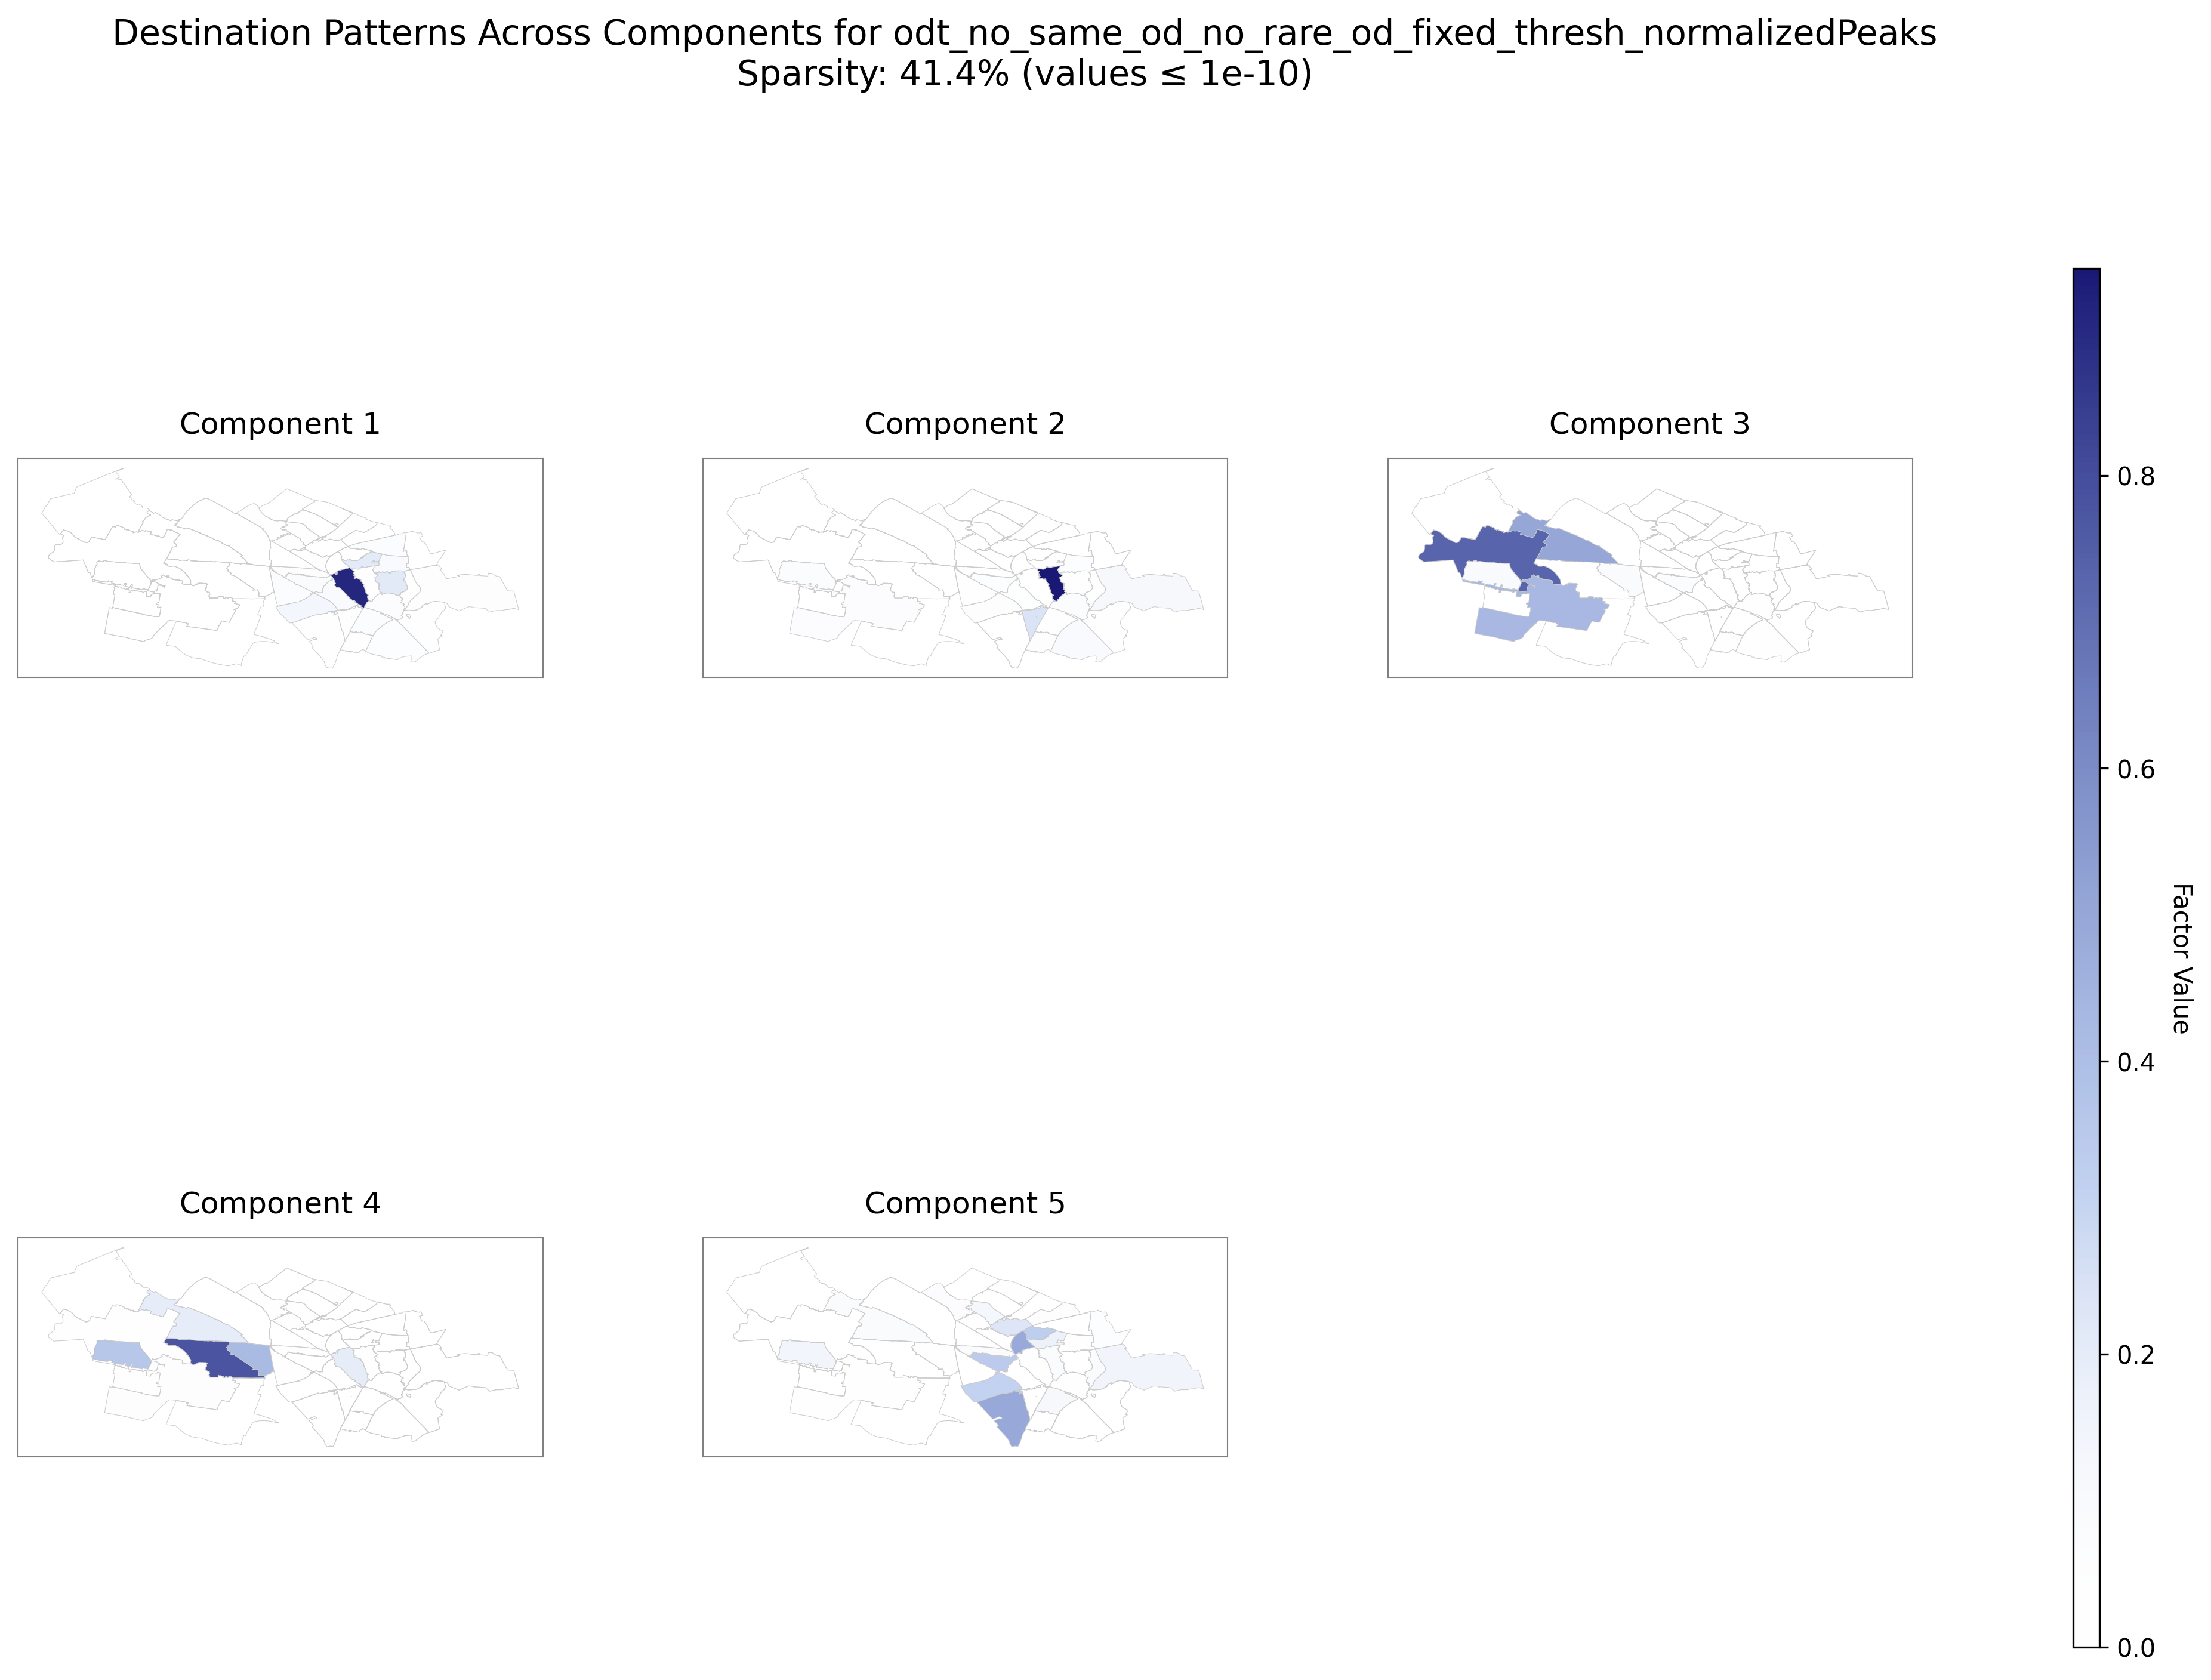 Destination Patterns Across Components for odt_no_same_od_no_rare_od_fixed_thresh_normalizedPeaks
Sparsity: 41.4% (values ≤ 1e-10)
Component 1
Component 2
Component 3
Component 4
Component 5
0.8
0.6
0.4
0.2
0.0
Factor Value